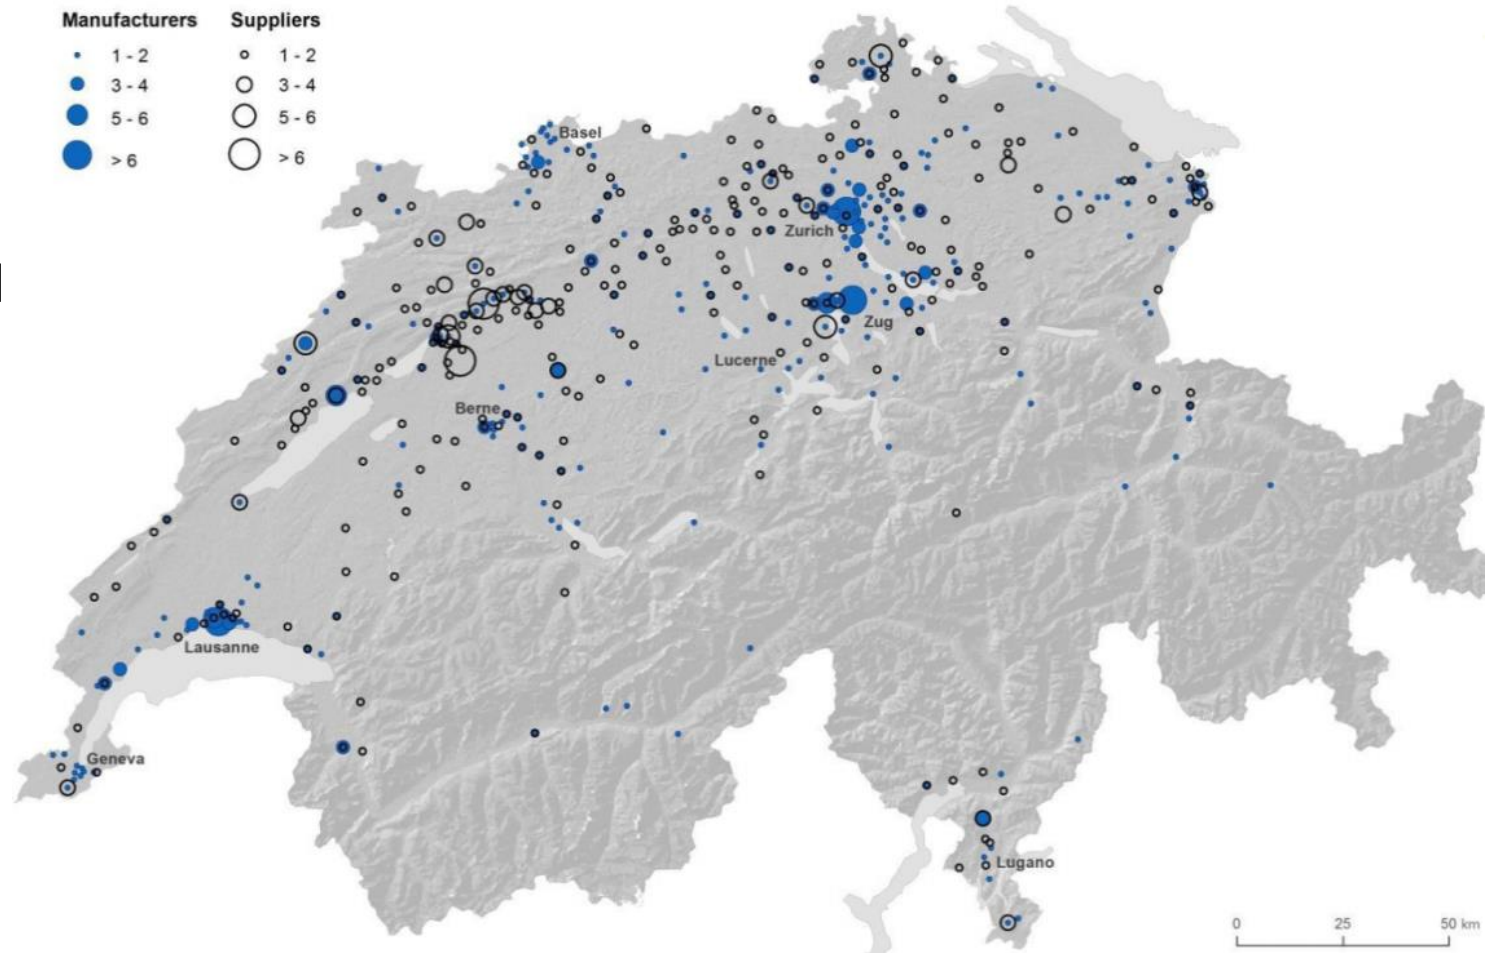 Manufacturers Suppliers
1 - 2 1 - 2
3 - 4 3 - 4
5 - 6 5 - 6
> 6 > 6
Basel
Zurich
Zug
Lucerne
Berne
Lausanne
Geneva
Lugano
0 25 50 km